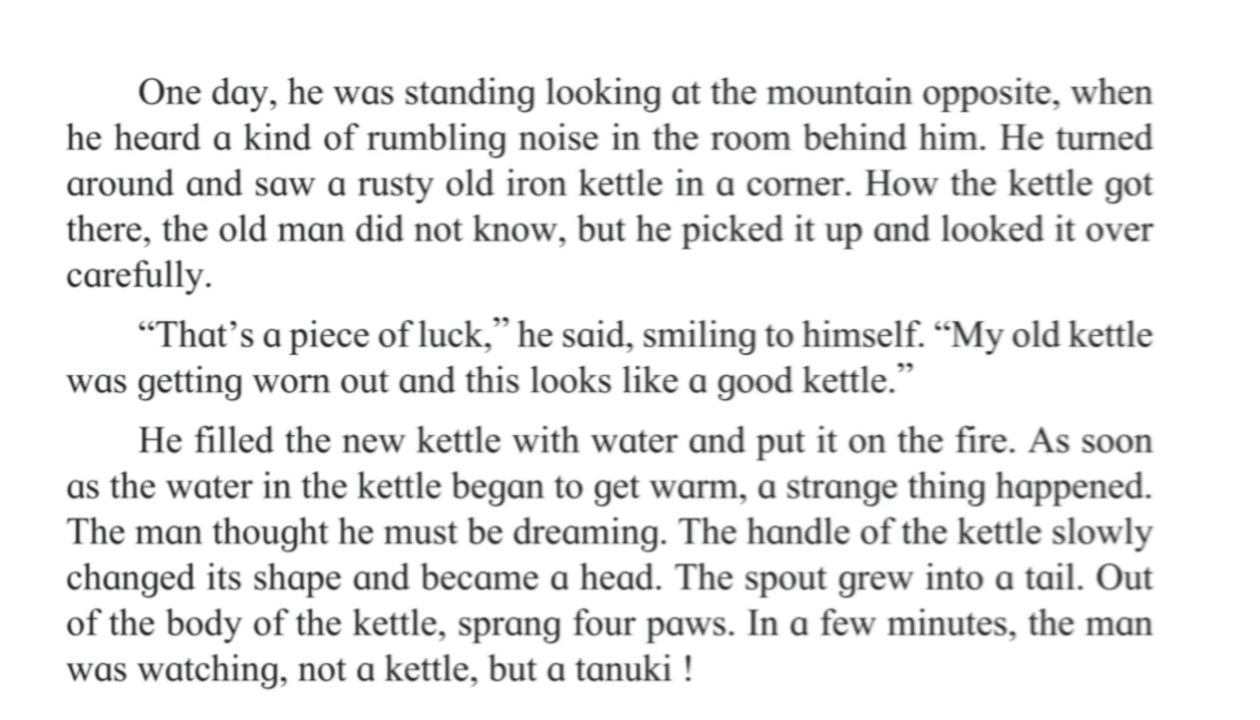 One day, he was standing looking at the mountain opposite, when
he heard a kind of rumbling noise in the room behind him. He turned
around and saw a rusty old iron kettle in a corner. How the kettle got
there, the old man did not know, but he picked it up and looked it over
carefully.
“That’s a piece of luck,” he said, smiling to himself. “My old kettle
was getting worn out and this looks like a good kettle.”
He filled the new kettle with water and put it on the fire. As soon
as the water in the kettle began to get warm, a strange thing happened.
The man thought he must be dreaming. The handle of the kettle slowly
changed its shape and became a head. The spout grew into a tail. Out
of the body of the kettle, sprang four paws. In a few minutes, the man
was watching, not a kettle, but a tanuki !